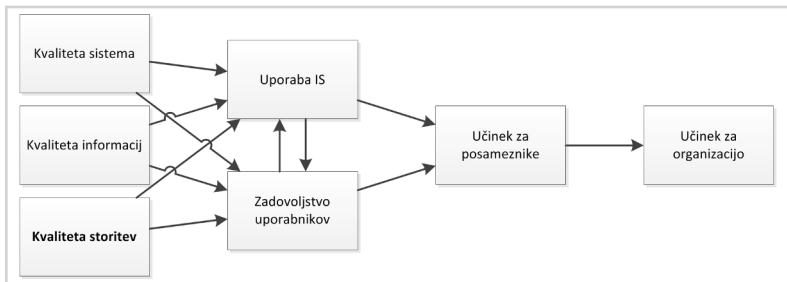 Kvaliteta sistema
Kvaliteta informacij
Kvaliteta storitev
Uporaba IS
Zadovoljstvo
uporabnikov
Učinek za
posameznike
Učinek za
organizacijo